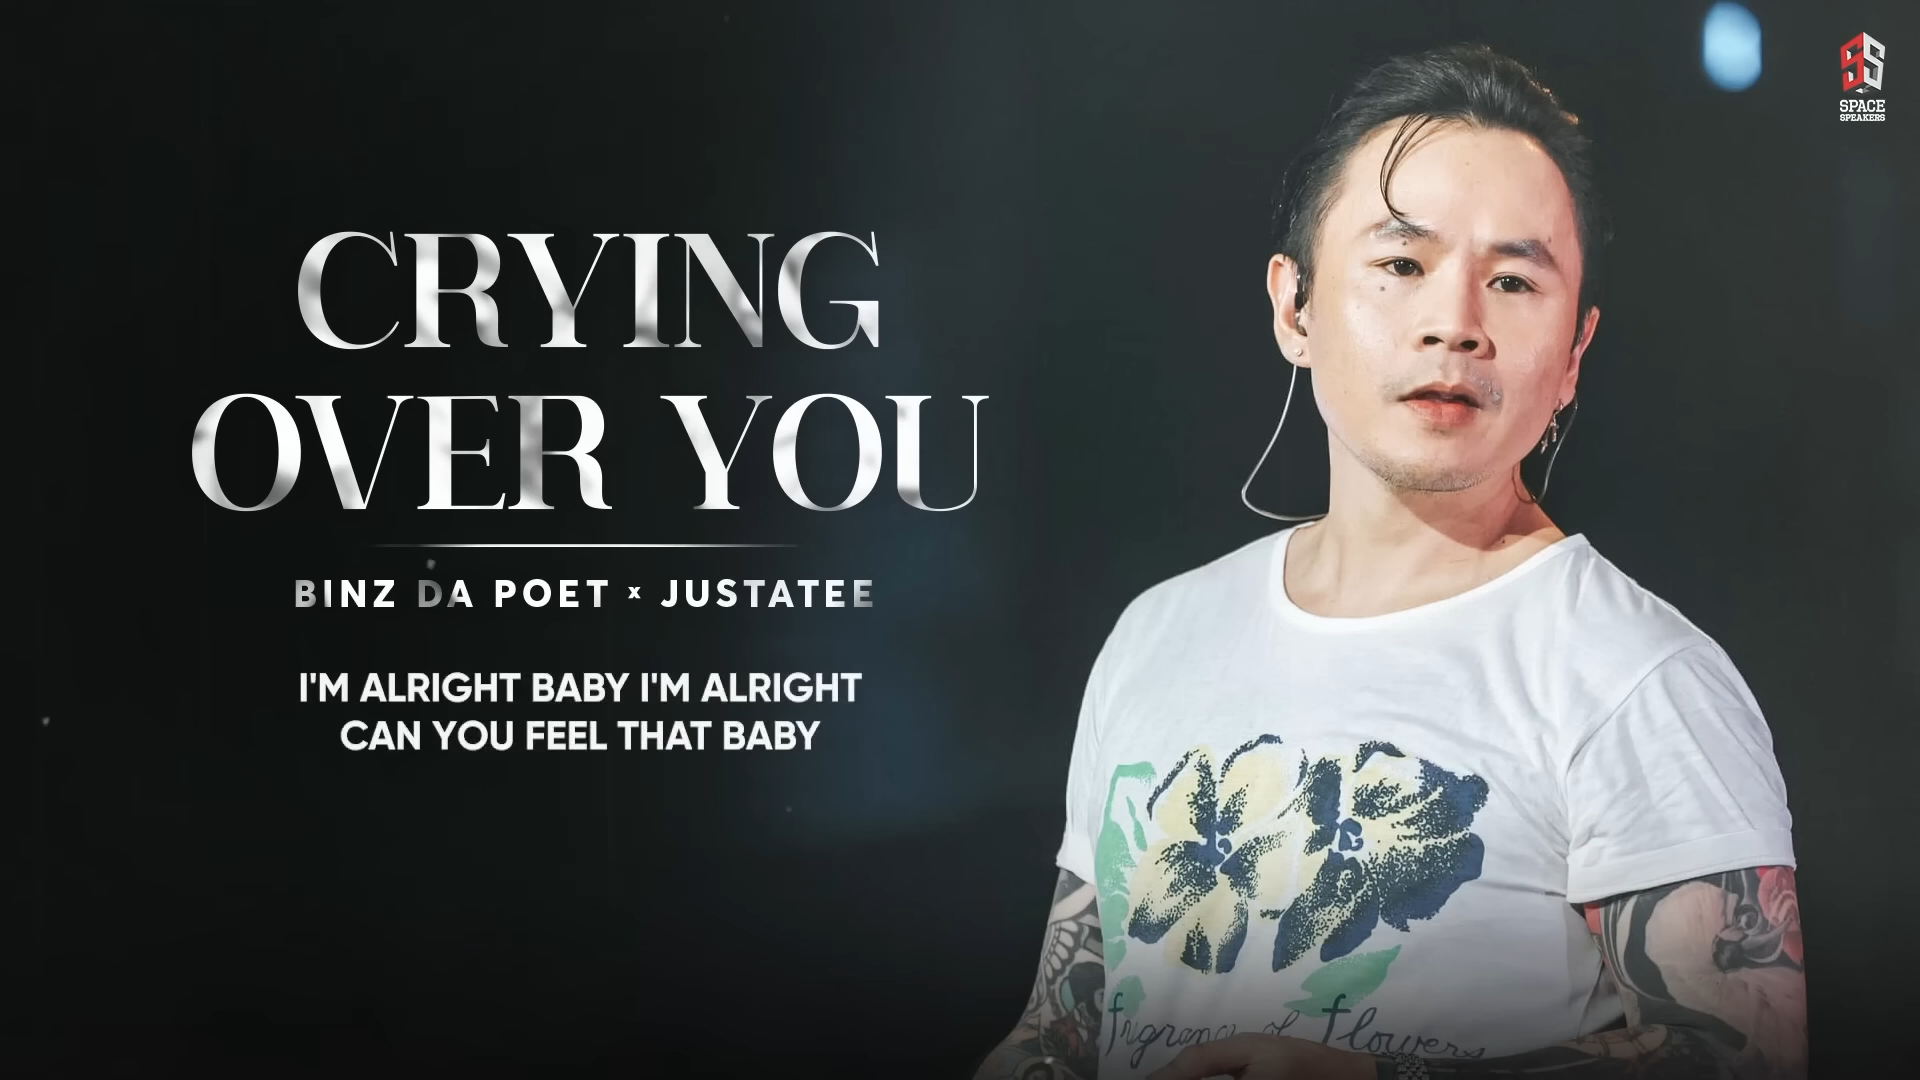 CRYING
OVER YOU
BINZ DA POET x JUSTATEE
I'M ALRIGHT BABY I'M ALRIGHT
CAN YOU FEEL THAT BABY
SS
SPACE
SPEAKERS
fragrance of flowers